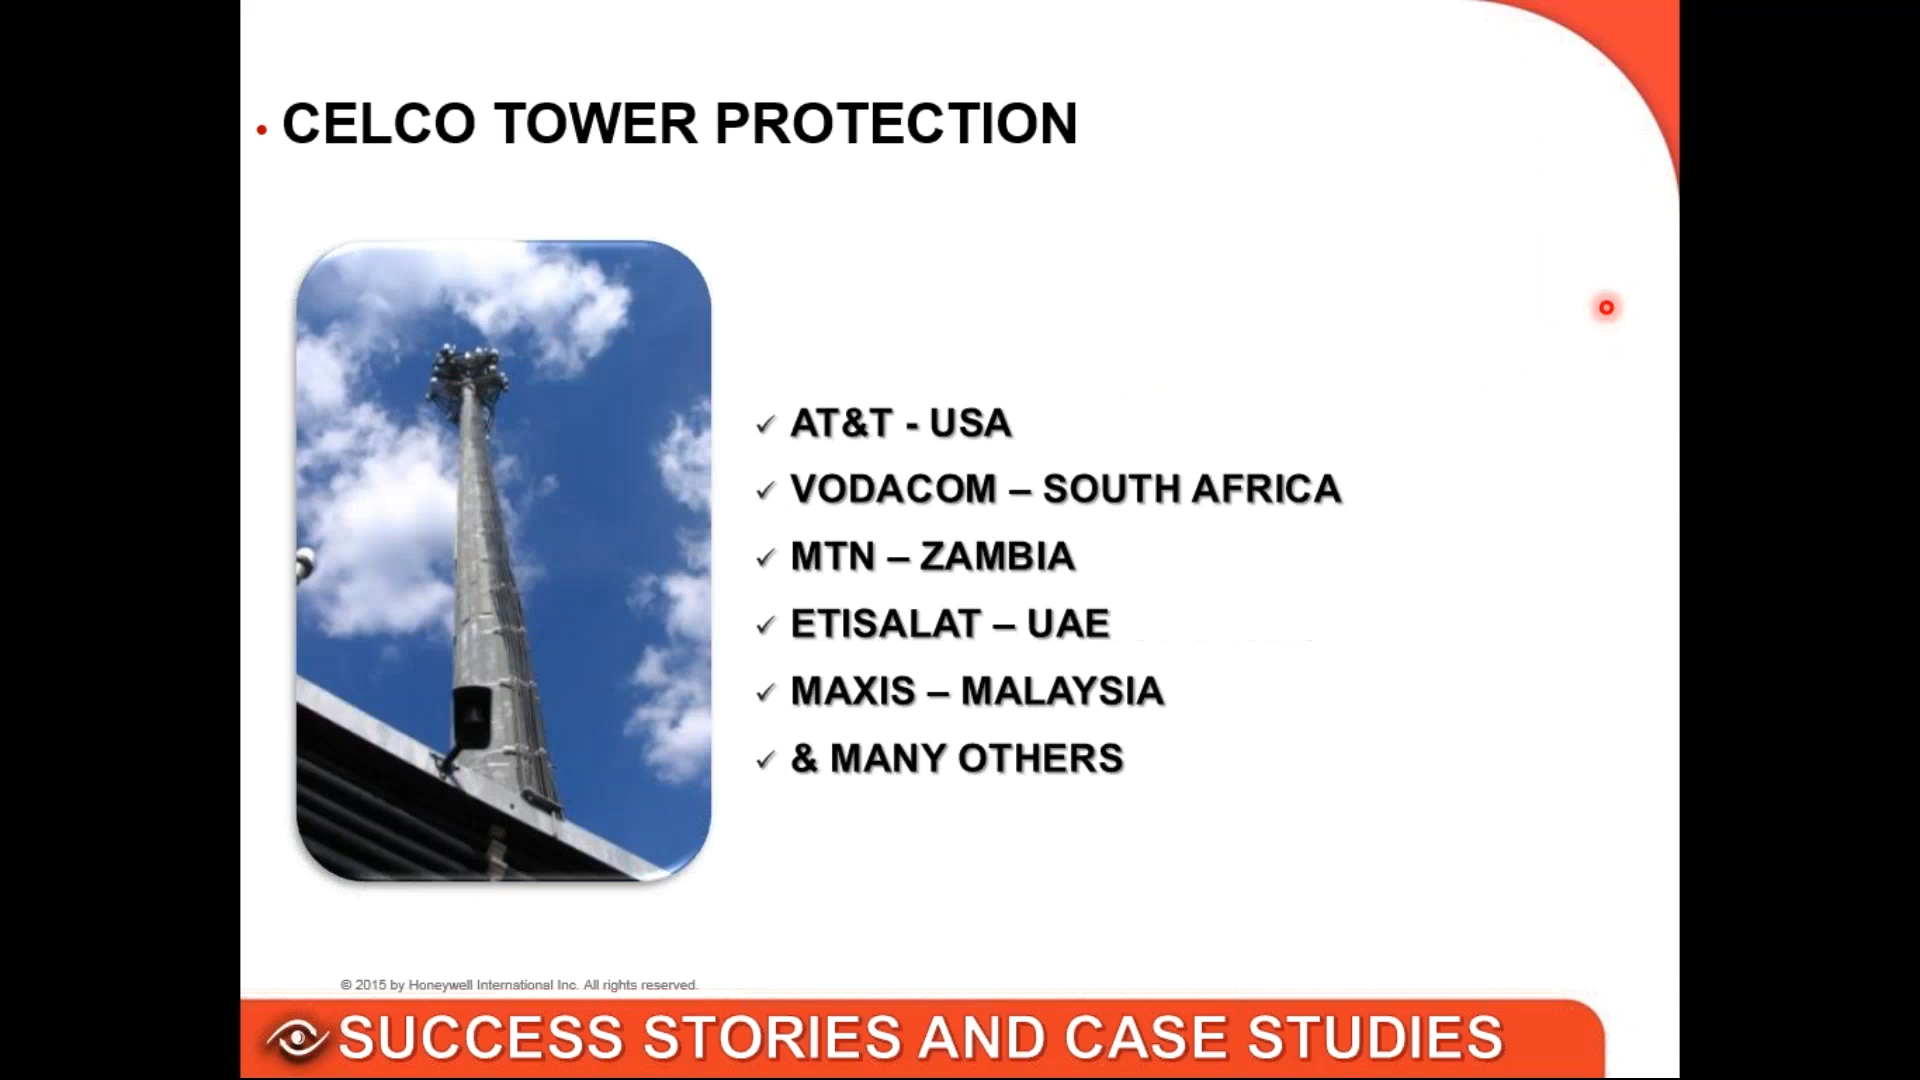 • CELCO TOWER PROTECTION
✓ AT&T - USA
✓ VODACOM – SOUTH AFRICA
✓ MTN – ZAMBIA
✓ ETISALAT – UAE
✓ MAXIS – MALAYSIA
✓ & MANY OTHERS
© 2015 by Honeywell International Inc. All rights reserved.
SUCCESS STORIES AND CASE STUDIES